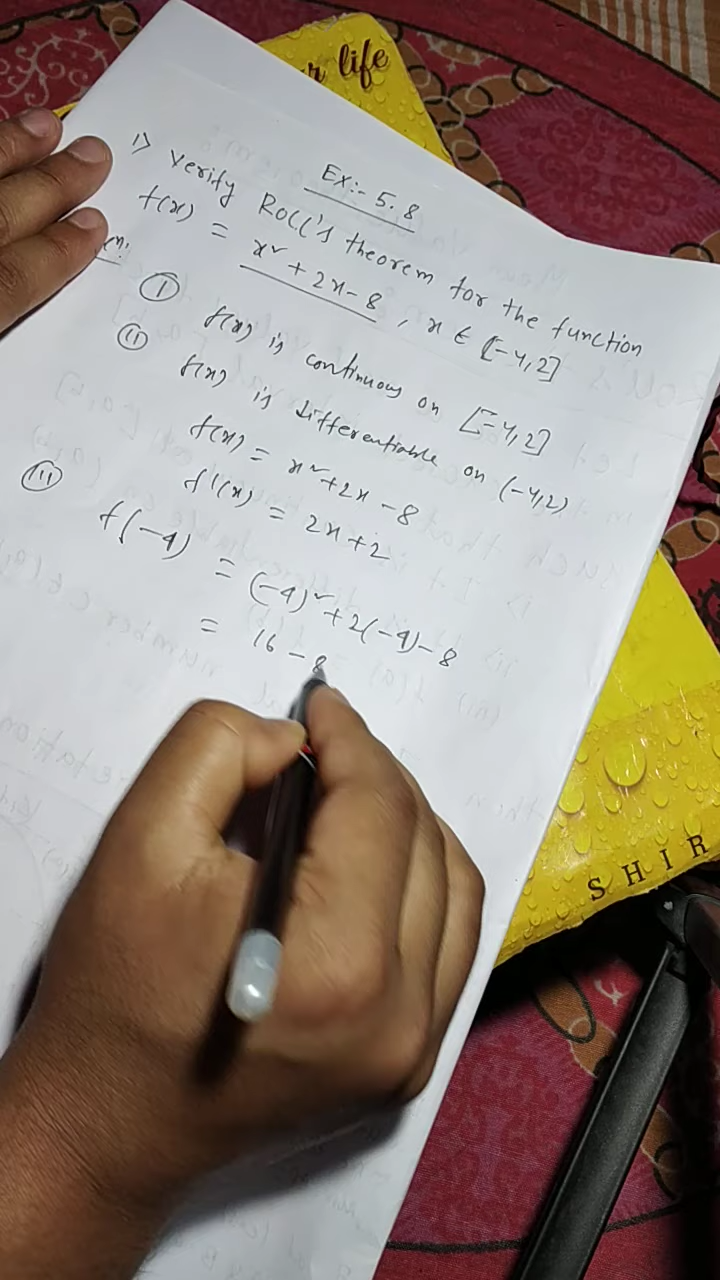 life
Ex:- 5.8
1) Verify Roll's theorem for the function
f(x) = x² + 2x - 8, x ∈ [-4,2]
(i) f(x) is continuous on [-4,2]
(ii) f(x) is differentiable on (-4,2)
f(x) = x² + 2x - 8
f'(x) = 2x + 2
(iii) f(-4) = (-4)² + 2(-4) - 8
= 16 - 8
SHIR